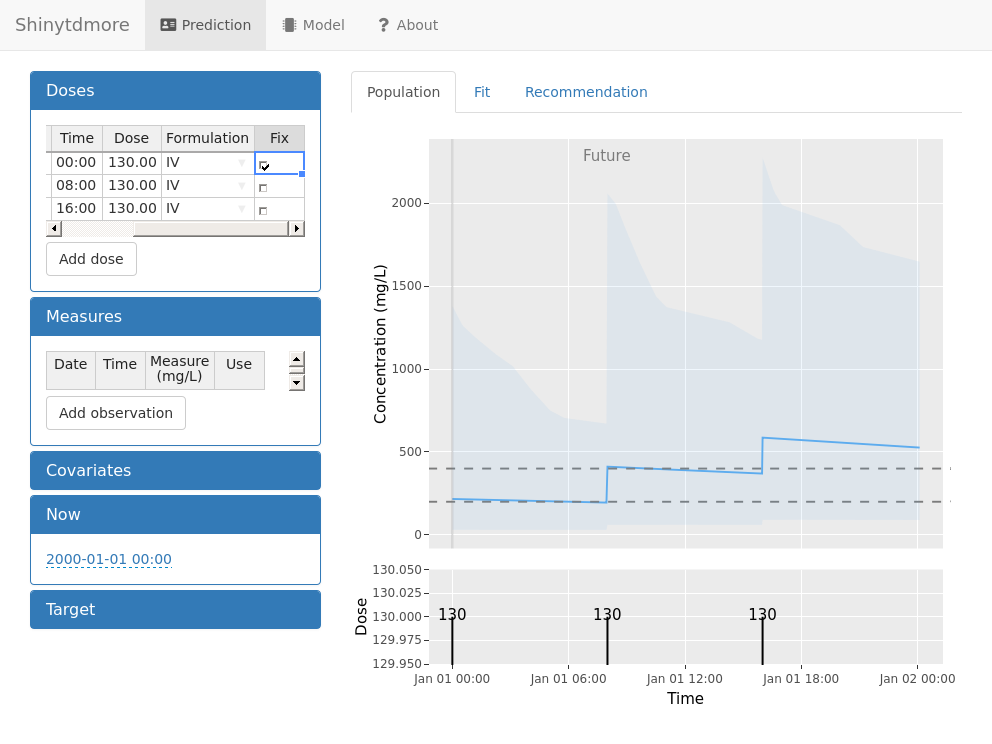 Shinytdmore Prediction Model ? About
Doses
Time Dose Formulation Fix
00:00 130.00 IV
08:00 130.00 IV
16:00 130.00 IV
Add dose
Measures
Date Time Measure (mg/L) Use
Add observation
Covariates
Now
2000-01-01 00:00
Target
Population Fit Recommendation
Future
Concentration (mg/L)
2000
1500
1000
500
0
Dose
130.050
130.025
130.000
129.975
129.950
130 130 130
Jan 01 00:00 Jan 01 06:00 Jan 01 12:00 Jan 01 18:00 Jan 02 00:00
Time